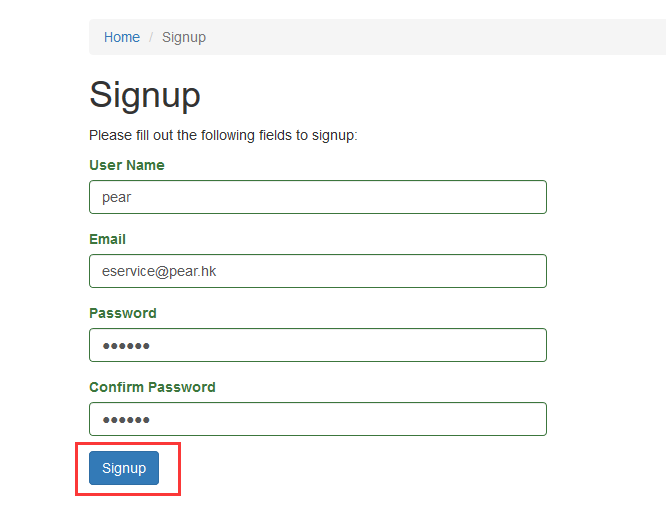 Home / Signup
Signup
Please fill out the following fields to signup:
User Name
pear
Email
eservice@pear.hk
Password
●●●●●●
Confirm Password
●●●●●●
Signup